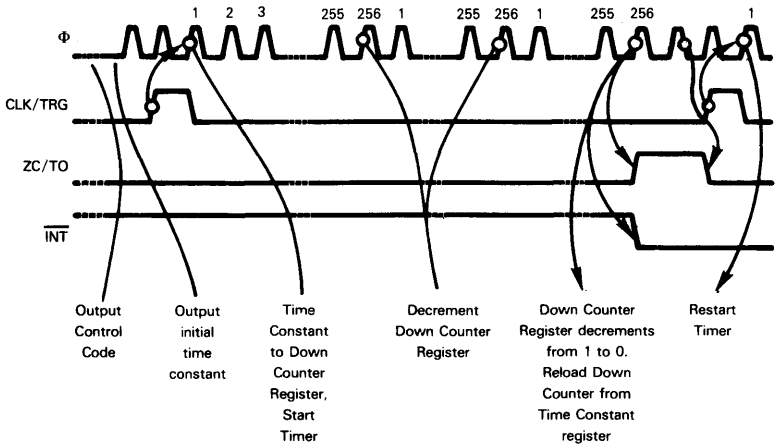 1 2 3 255 256 1 255 256 1 255 256 1
Φ
CLK/TRG
ZC/TO
INT
Output
Control
Code
Output
initial
time
constant
Time
Constant
to Down
Counter
Register,
Start
Timer
Decrement
Down Counter
Register
Down Counter
Register decrements
from 1 to 0.
Reload Down
Counter from
Time Constant
register
Restart
Timer